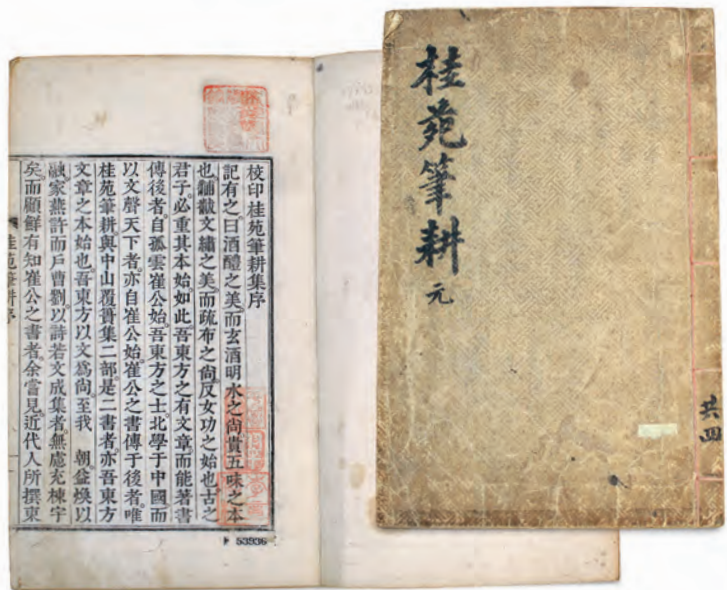 校印桂苑筆耕集序
記有之曰酒醴之美而玄酒明水之尚貴五味之本
也黼黻文繡之美而疏布之尚反女功之始也古之
君子必重其本始如此吾東方之有文章而能著書
傳後者自孤雲崔公始吾東方之士北學于中國而
以文聲天下者亦自崔公始崔公之書傳于後者唯
桂苑筆耕與中山覆簣集二部是二書者亦吾東方
文章之本始也吾東方以文爲尚至我 朝益煥以
融家燕許而戶曹劉以詩若文成集者無慮充棟宇
矣而顧鮮有知崔公之書者余嘗見近代人所撰東
桂苑筆耕序
53936
桂苑筆耕 元
共四